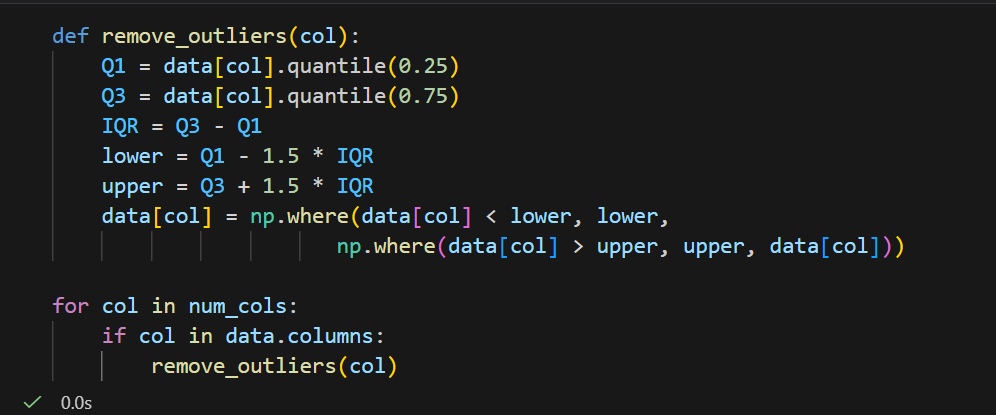 def remove_outliers(col):
    Q1 = data[col].quantile(0.25)
    Q3 = data[col].quantile(0.75)
    IQR = Q3 - Q1
    lower = Q1 - 1.5 * IQR
    upper = Q3 + 1.5 * IQR
    data[col] = np.where(data[col] < lower, lower,
                       np.where(data[col] > upper, upper, data[col]))

for col in num_cols:
    if col in data.columns:
        remove_outliers(col)
0.0s